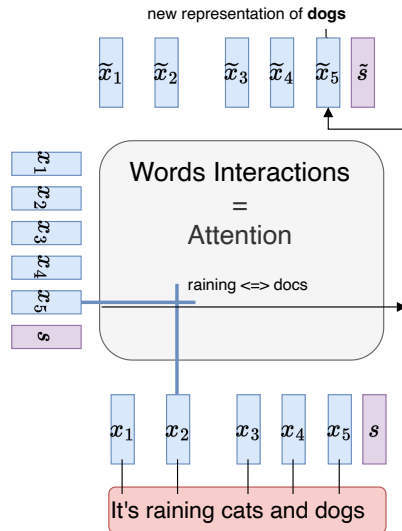 new representation of dogs
x̃₁ x̃₂ x̃₃ x̃₄ x̃₅ s̃
x₁
x₂
x₃
x₄
x₅
s
Words Interactions
=
Attention
raining <=> docs
x₁ x₂ x₃ x₄ x₅ s
It's raining cats and dogs